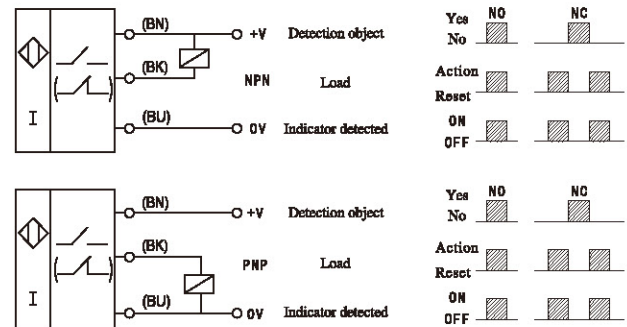 Yes NO NC
(BN) +V Detection object No
(BK) NPN Load Action
Reset
I (BU) 0V Indicator detected ON
OFF
Yes NO NC
(BN) +V Detection object No
(BK) PNP Load Action
Reset
I (BU) 0V Indicator detected ON
OFF